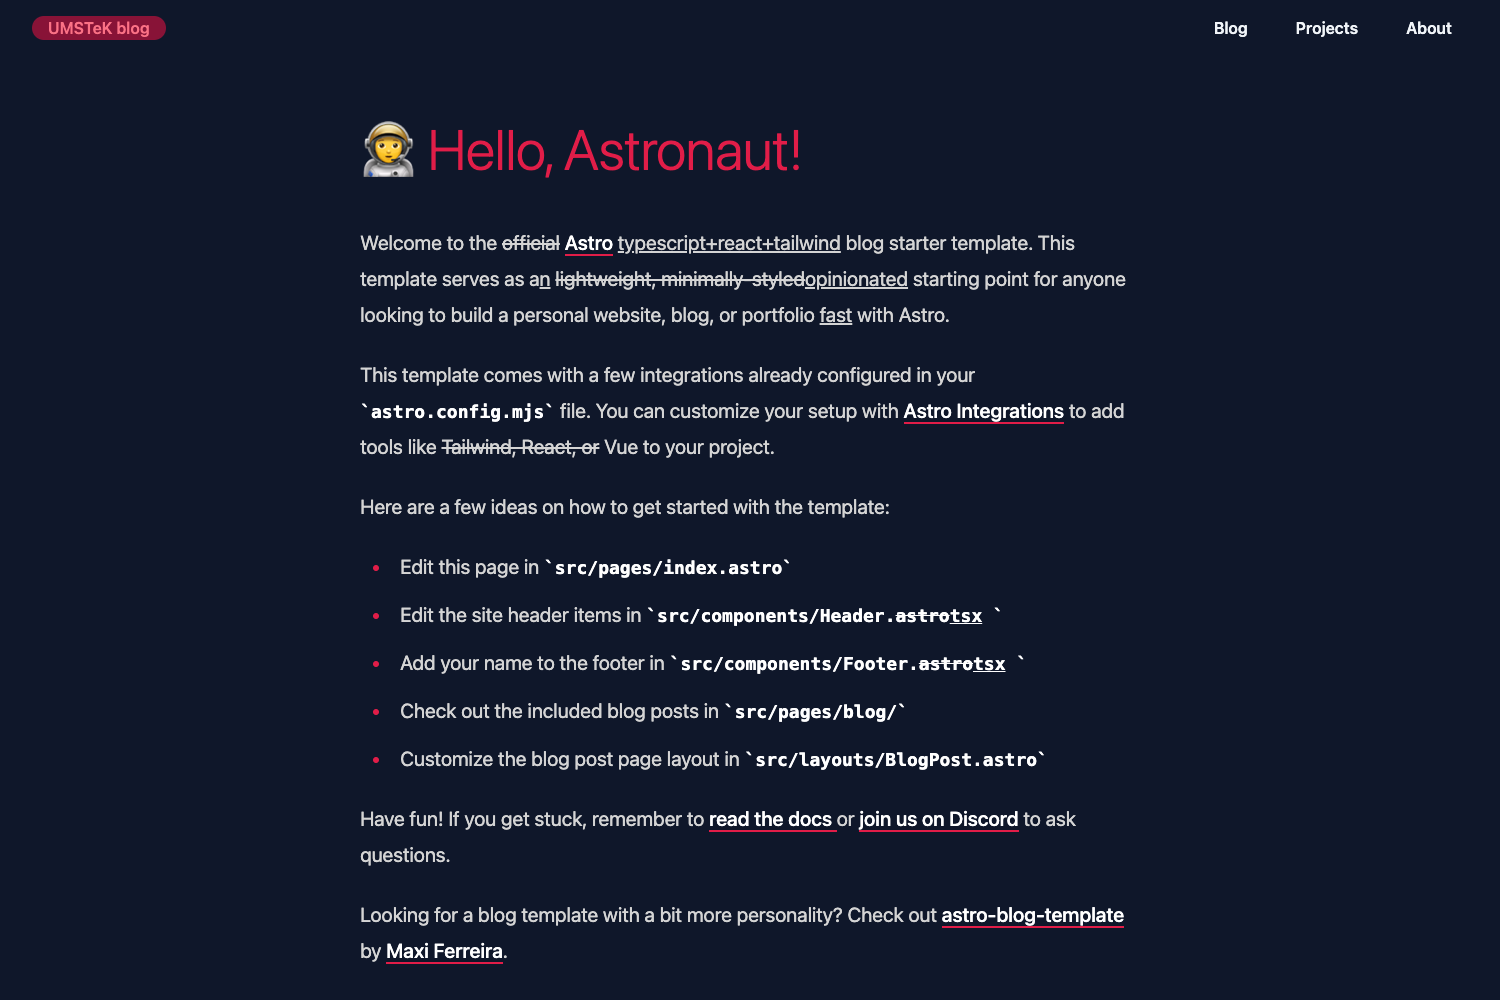 UMSTeK blog
Blog Projects About
Hello, Astronaut!
Welcome to the official Astro typescript+react+tailwind blog starter template. This
template serves as an lightweight, minimally-styledopinionated starting point for anyone
looking to build a personal website, blog, or portfolio fast with Astro.
This template comes with a few integrations already configured in your
`astro.config.mjs` file. You can customize your setup with Astro Integrations to add
tools like Tailwind, React, or Vue to your project.
Here are a few ideas on how to get started with the template:
• Edit this page in `src/pages/index.astro`
• Edit the site header items in `src/components/Header.astrotsx `
• Add your name to the footer in `src/components/Footer.astrotsx `
• Check out the included blog posts in `src/pages/blog/`
• Customize the blog post page layout in `src/layouts/BlogPost.astro`
Have fun! If you get stuck, remember to read the docs or join us on Discord to ask
questions.
Looking for a blog template with a bit more personality? Check out astro-blog-template
by Maxi Ferreira.